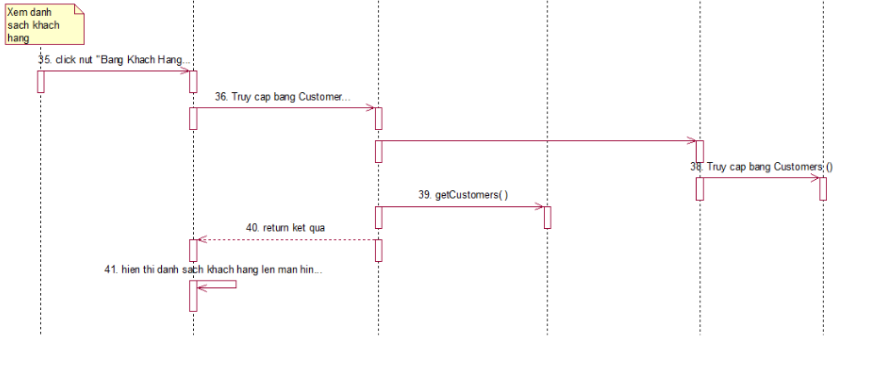 Xem danh
sach khach
hang
35. click nut "Bang Khach Hang...
36. Truy cap bang Customer...
38. Truy cap bang Customers ()
39. getCustomers( )
40. return ket qua
41. hien thi danh sach khach hang len man hin...